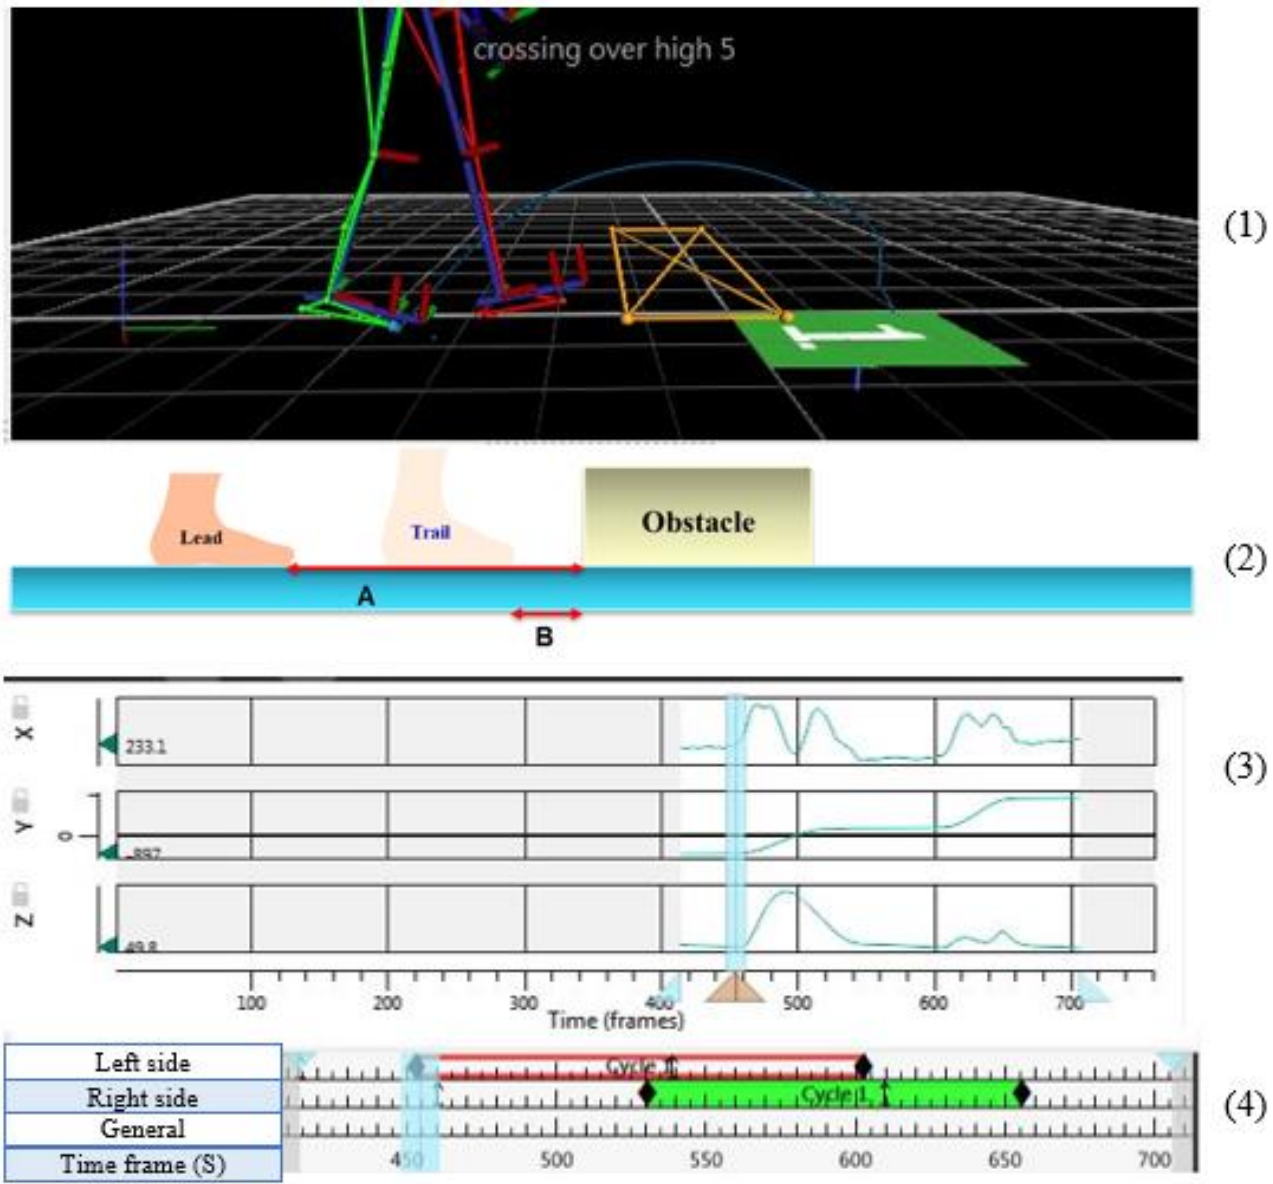 crossing over high 5
(1)
1
Lead
Trail
Obstacle
(2)
A
B
X
233.1
(3)
Y
0
-897
Z
49.8
100 200 300 400 500 600 700
Time (frames)
Left side
Cycle 1
Right side
Cycle 1
(4)
General
Time frame (S)
450 500 550 600 650 700